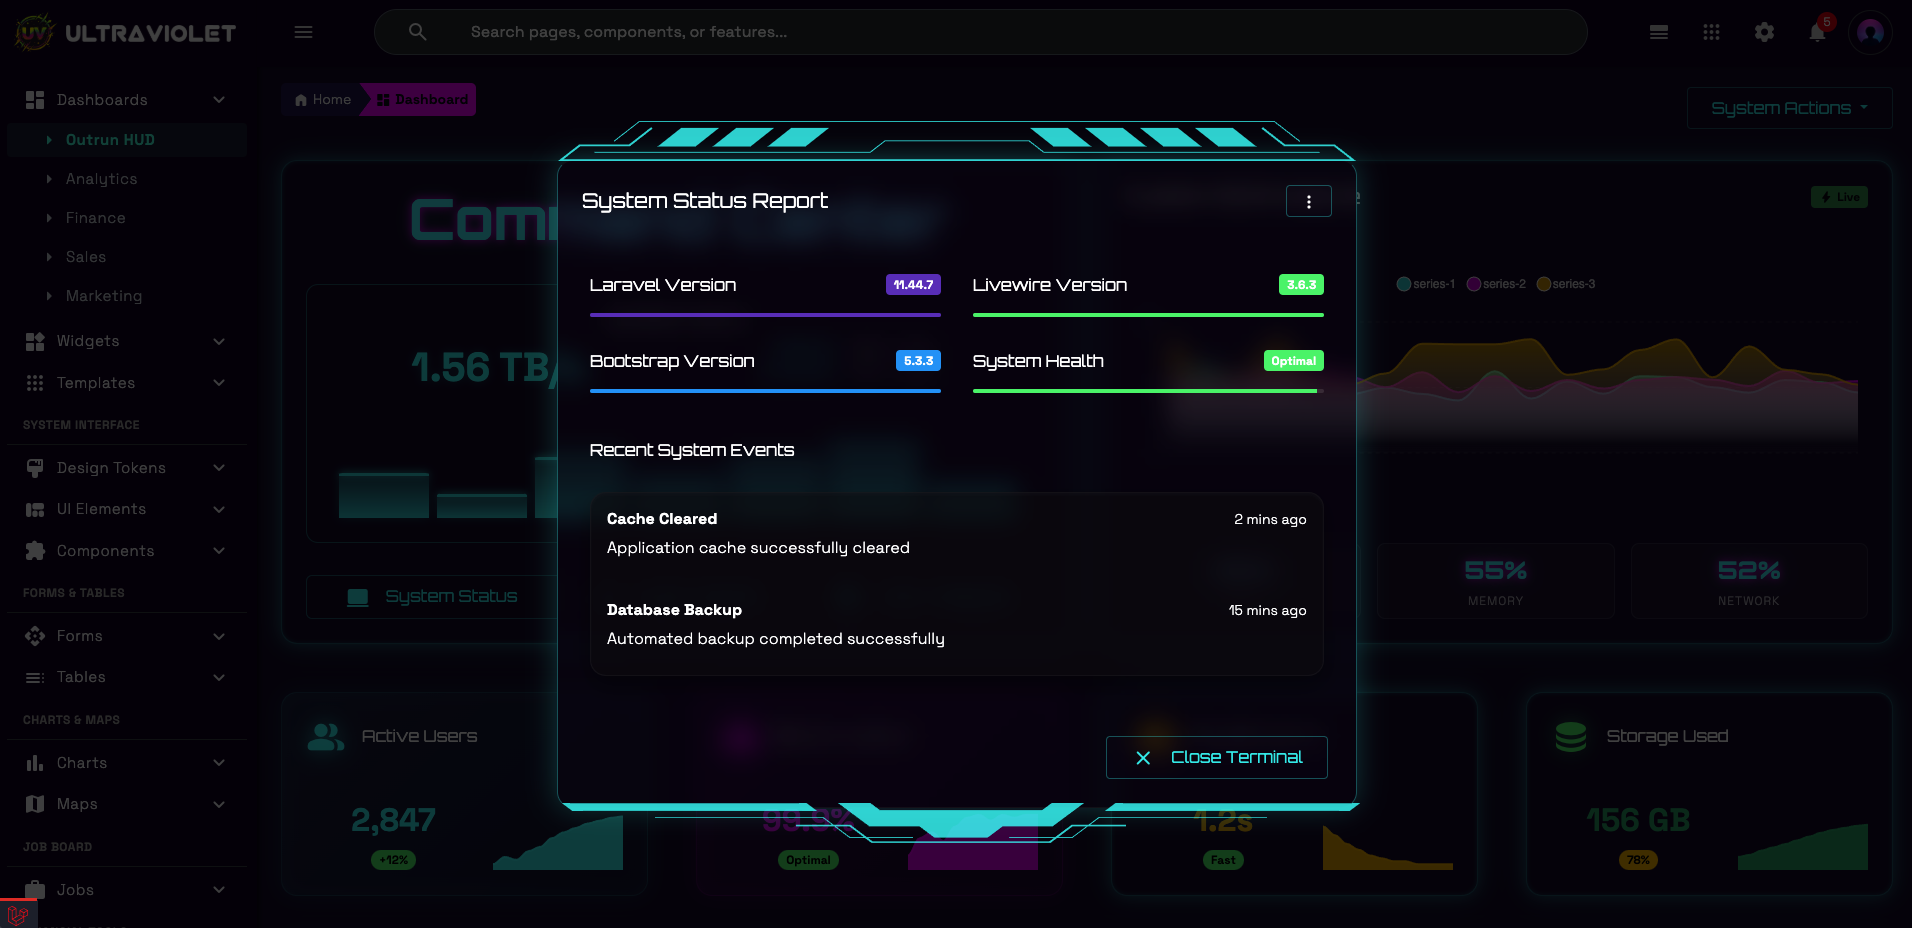 ULTRAVIOLET
Search pages, components, or features...
5
Dashboards
Outrun HUD
Analytics
Finance
Sales
Marketing
Widgets
Templates
SYSTEM INTERFACE
Design Tokens
UI Elements
Components
FORMS & TABLES
Forms
Tables
CHARTS & MAPS
Charts
Maps
JOB BOARD
Jobs
Home
Dashboard
System Actions
1.56 TB/
System Status
Live
series-1 series-2 series-3
55%
MEMORY
52%
NETWORK
System Status Report
Laravel Version 11.44.7
Livewire Version 3.6.3
Bootstrap Version 5.3.3
System Health Optimal
Recent System Events
Cache Cleared 2 mins ago
Application cache successfully cleared
Database Backup 15 mins ago
Automated backup completed successfully
Close Terminal
Active Users
2,847
+12%
99.9%
Optimal
1.2s
Fast
Storage Used
156 GB
78%